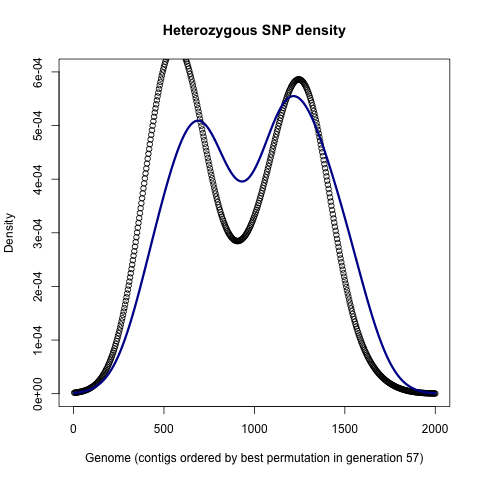 Heterozygous SNP density
6e-04
5e-04
4e-04
3e-04
2e-04
1e-04
0e+00
Density
0 500 1000 1500 2000
Genome (contigs ordered by best permutation in generation 57)